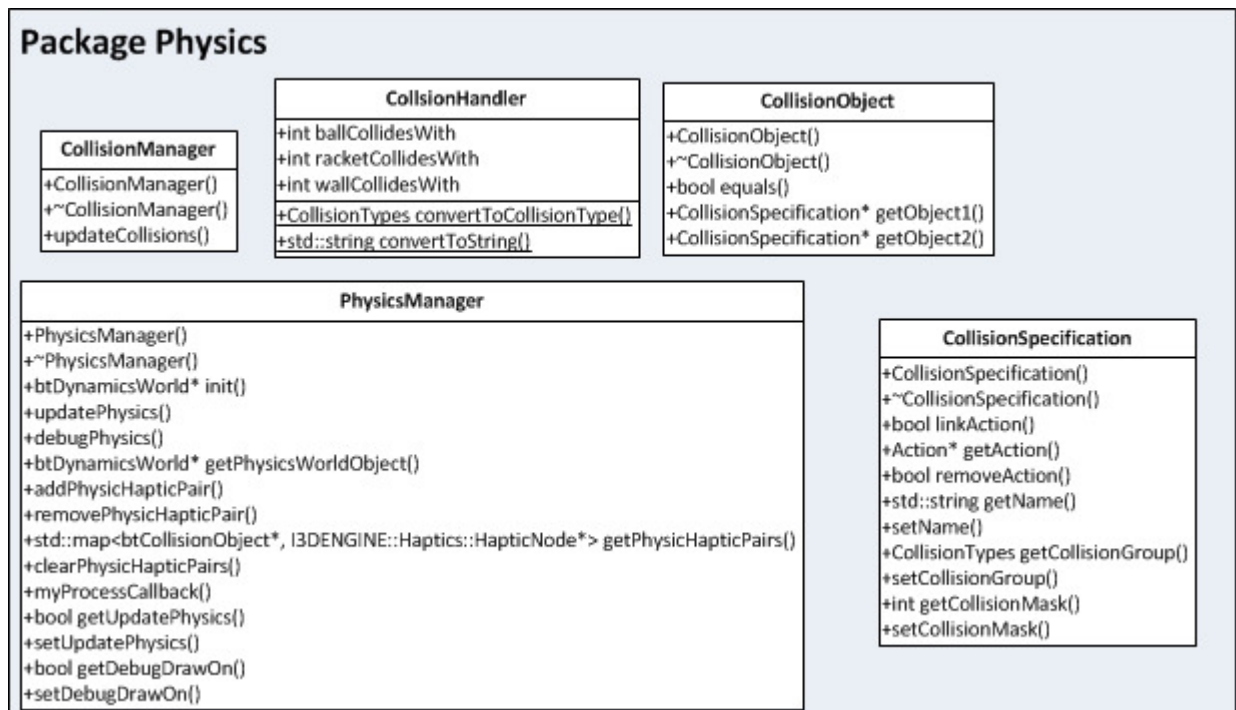 Package Physics
CollisionManager
+CollisionManager()
+~CollisionManager()
+updateCollisions()
CollsionHandler
+int ballCollidesWith
+int racketCollidesWith
+int wallCollidesWith
+CollisionTypes convertToCollisionType()
+std::string convertToString()
CollisionObject
+CollisionObject()
+~CollisionObject()
+bool equals()
+CollisionSpecification* getObject1()
+CollisionSpecification* getObject2()
PhysicsManager
+PhysicsManager()
+~PhysicsManager()
+btDynamicsWorld* init()
+updatePhysics()
+debugPhysics()
+btDynamicsWorld* getPhysicsWorldObject()
+addPhysicHapticPair()
+removePhysicHapticPair()
+std::map<btCollisionObject*, I3DENGINE::Haptics::HapticNode*> getPhysicHapticPairs()
+clearPhysicHapticPairs()
+myProcessCallback()
+bool getUpdatePhysics()
+setUpdatePhysics()
+bool getDebugDrawOn()
+setDebugDrawOn()
CollisionSpecification
+CollisionSpecification()
+~CollisionSpecification()
+bool linkAction()
+Action* getAction()
+bool removeAction()
+std::string getName()
+setName()
+CollisionTypes getCollisionGroup()
+setCollisionGroup()
+int getCollisionMask()
+setCollisionMask()